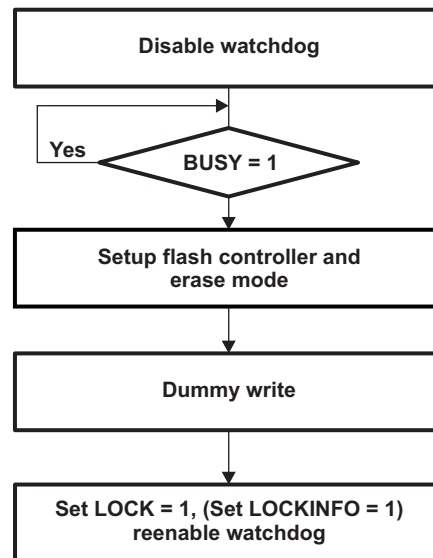 Disable watchdog
Yes
BUSY = 1
Setup flash controller and
erase mode
Dummy write
Set LOCK = 1, (Set LOCKINFO = 1)
reenable watchdog